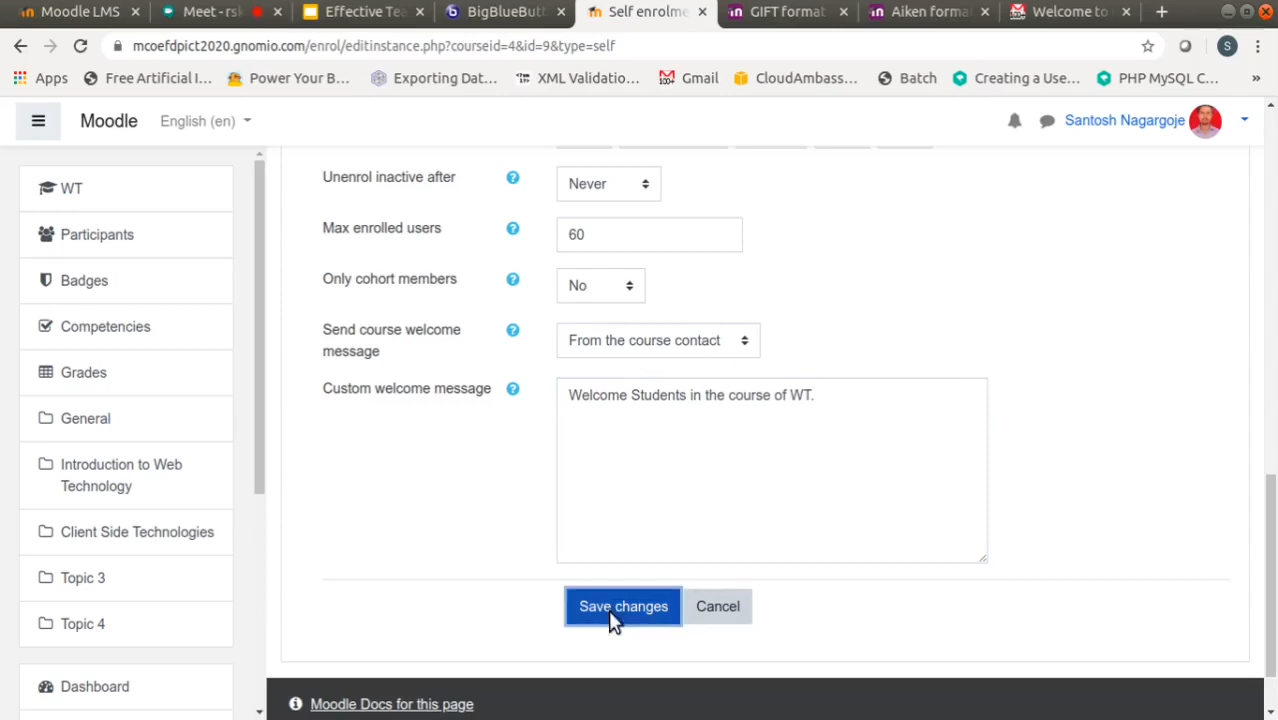 Moodle LMS
Meet - rsk
Effective Tea
BigBlueButt
Self enrolme
GIFT format
Aiken forma
Welcome to
mcoefdpict2020.gnomio.com/enrol/editinstance.php?courseid=4&id=9&type=self
S
Apps
Free Artificial I...
Power Your B...
Exporting Dat...
XML Validatio...
Gmail
CloudAmbass...
Batch
Creating a Use...
PHP MySQL C...
»
Moodle
English (en)
Santosh Nagargoje
WT
Participants
Badges
Competencies
Grades
General
Introduction to Web
Technology
Client Side Technologies
Topic 3
Topic 4
Dashboard
Unenrol inactive after
Never
Max enrolled users
60
Only cohort members
No
Send course welcome
message
From the course contact
Custom welcome message
Welcome Students in the course of WT.
Save changes
Cancel
Moodle Docs for this page